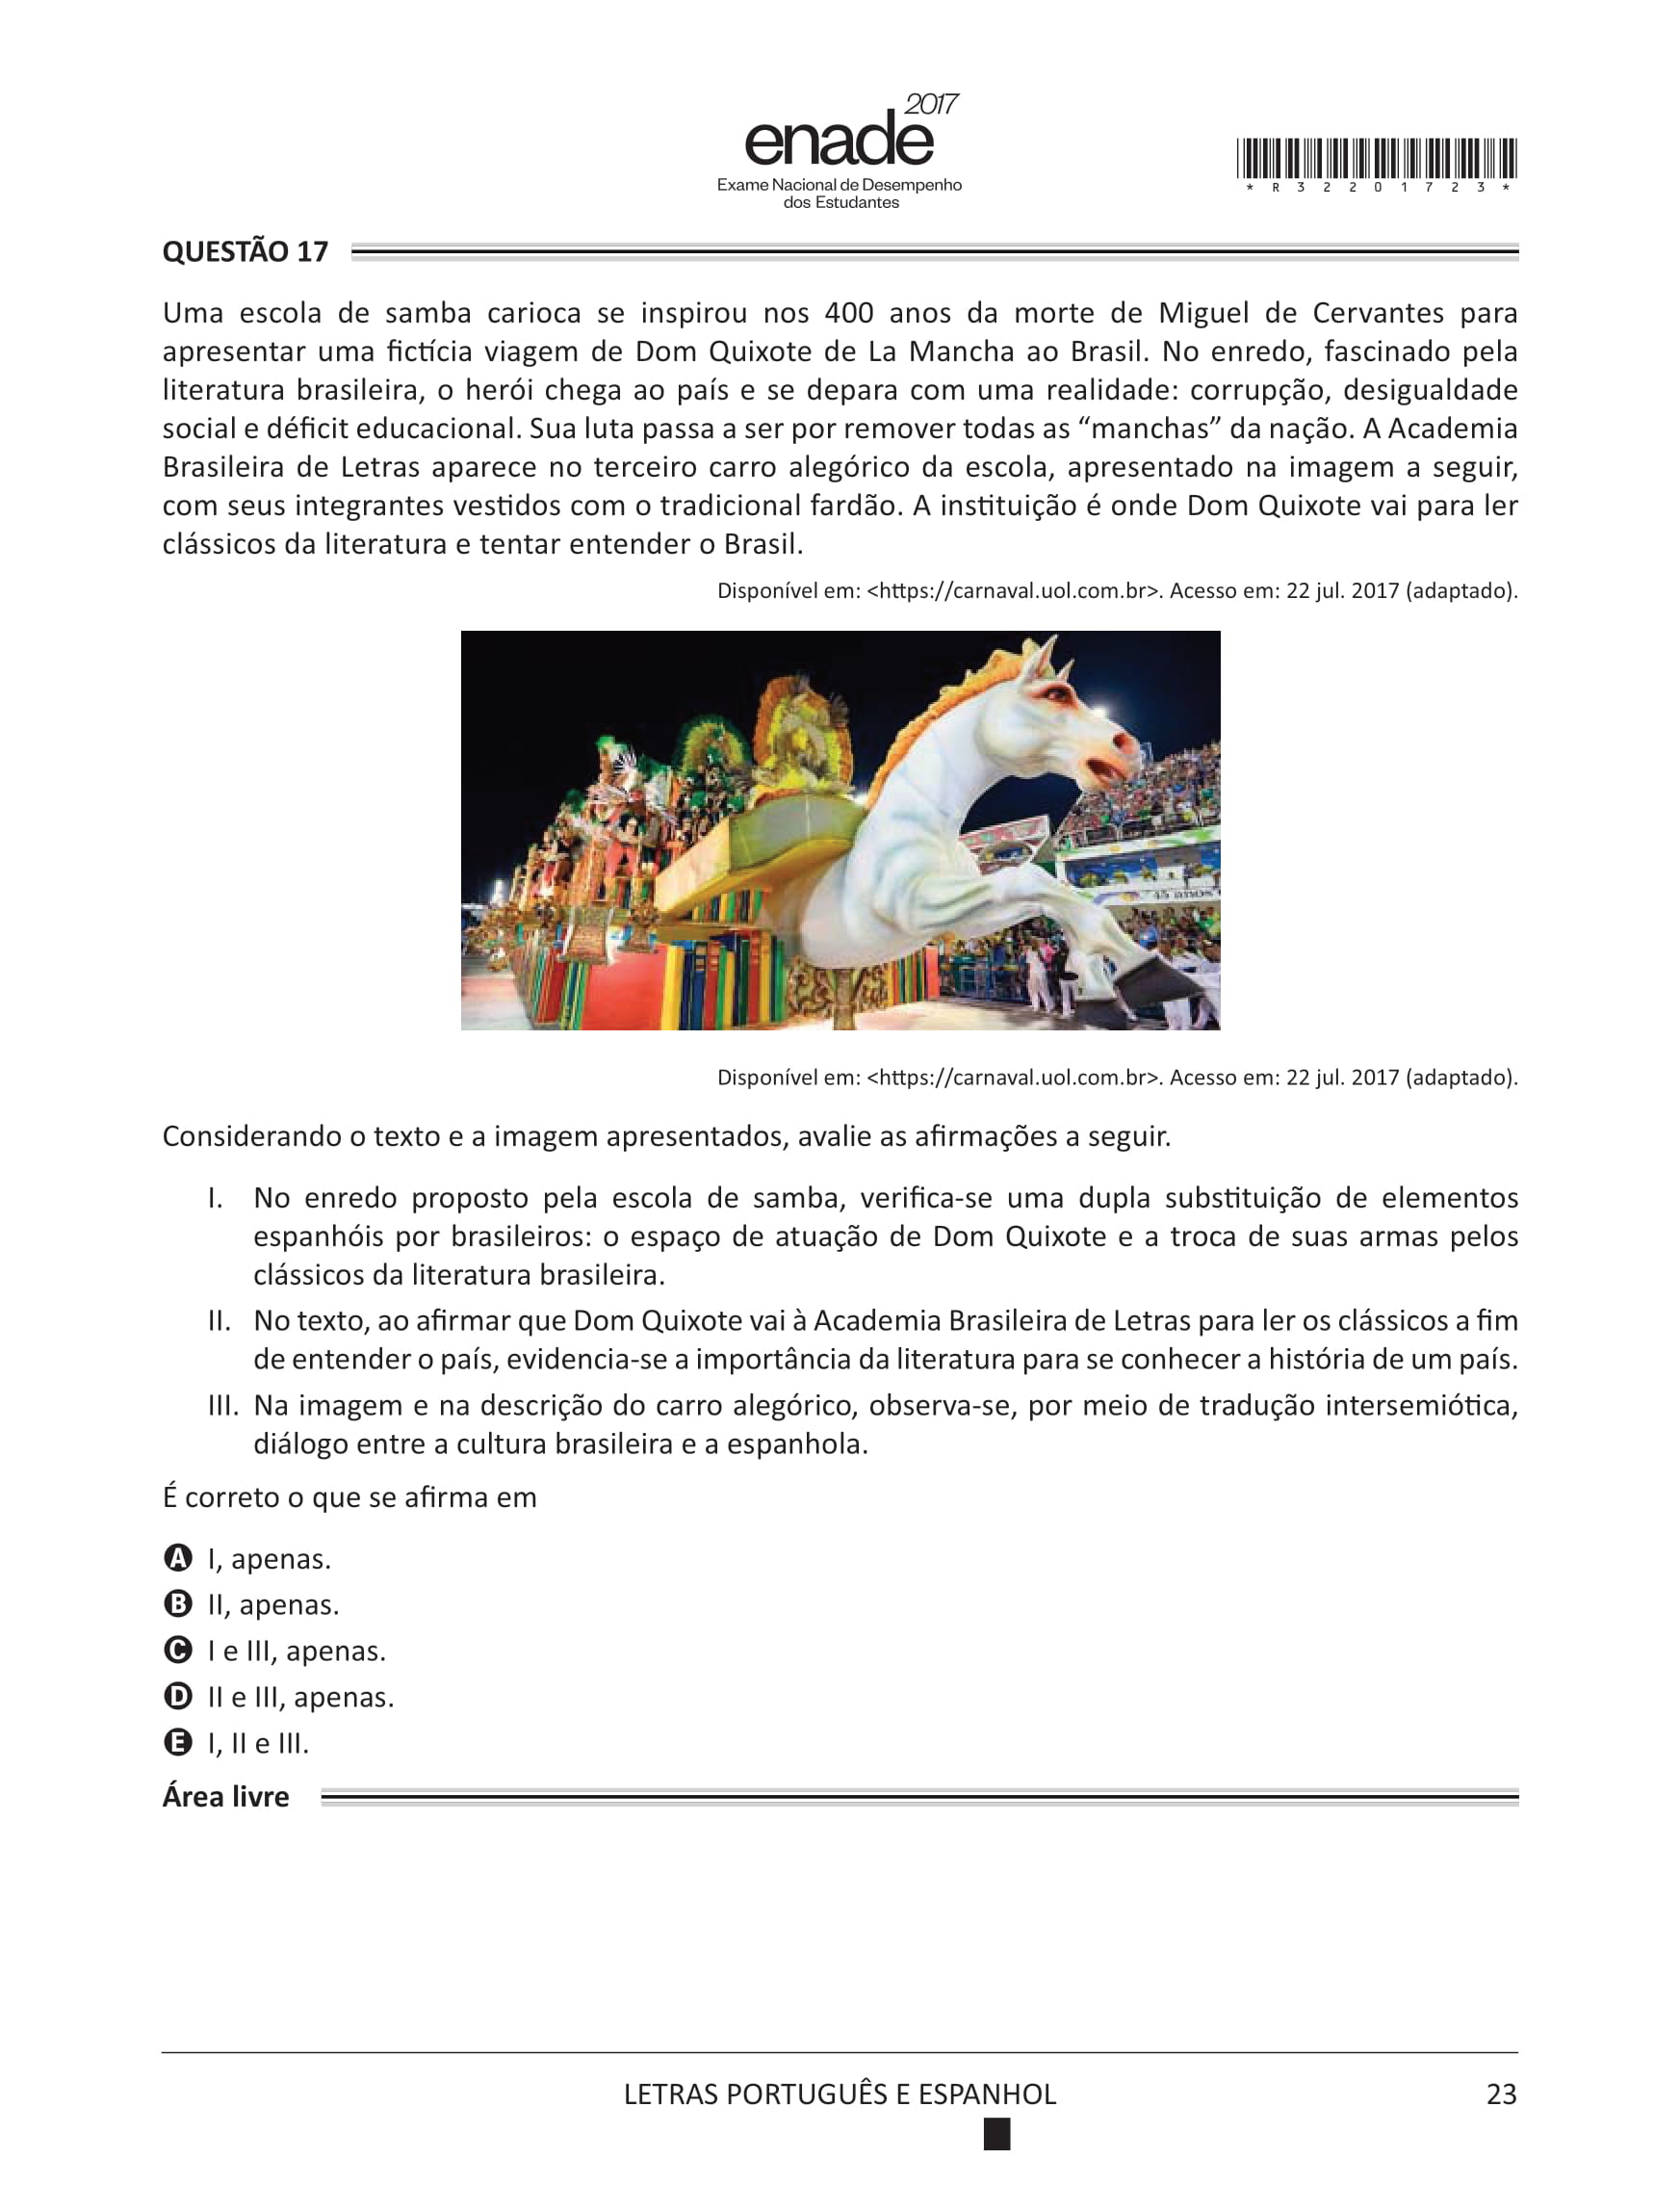 2017
enade
Exame Nacional de Desempenho
dos Estudantes
* R 3 2 2 0 1 7 2 3 *
QUESTÃO 17
Uma escola de samba carioca se inspirou nos 400 anos da morte de Miguel de Cervantes para
apresentar uma fictícia viagem de Dom Quixote de La Mancha ao Brasil. No enredo, fascinado pela
literatura brasileira, o herói chega ao país e se depara com uma realidade: corrupção, desigualdade
social e déficit educacional. Sua luta passa a ser por remover todas as “manchas” da nação. A Academia
Brasileira de Letras aparece no terceiro carro alegórico da escola, apresentado na imagem a seguir,
com seus integrantes vestidos com o tradicional fardão. A instituição é onde Dom Quixote vai para ler
clássicos da literatura e tentar entender o Brasil.
Disponível em: <https://carnaval.uol.com.br>. Acesso em: 22 jul. 2017 (adaptado).
45 anos
Disponível em: <https://carnaval.uol.com.br>. Acesso em: 22 jul. 2017 (adaptado).
Considerando o texto e a imagem apresentados, avalie as afirmações a seguir.
I. No enredo proposto pela escola de samba, verifica-se uma dupla substituição de elementos
espanhóis por brasileiros: o espaço de atuação de Dom Quixote e a troca de suas armas pelos
clássicos da literatura brasileira.
II. No texto, ao afirmar que Dom Quixote vai à Academia Brasileira de Letras para ler os clássicos a fim
de entender o país, evidencia-se a importância da literatura para se conhecer a história de um país.
III. Na imagem e na descrição do carro alegórico, observa-se, por meio de tradução intersemiótica,
diálogo entre a cultura brasileira e a espanhola.
É correto o que se afirma em
A I, apenas.
B II, apenas.
C I e III, apenas.
D II e III, apenas.
E I, II e III.
Área livre
LETRAS PORTUGUÊS E ESPANHOL
23